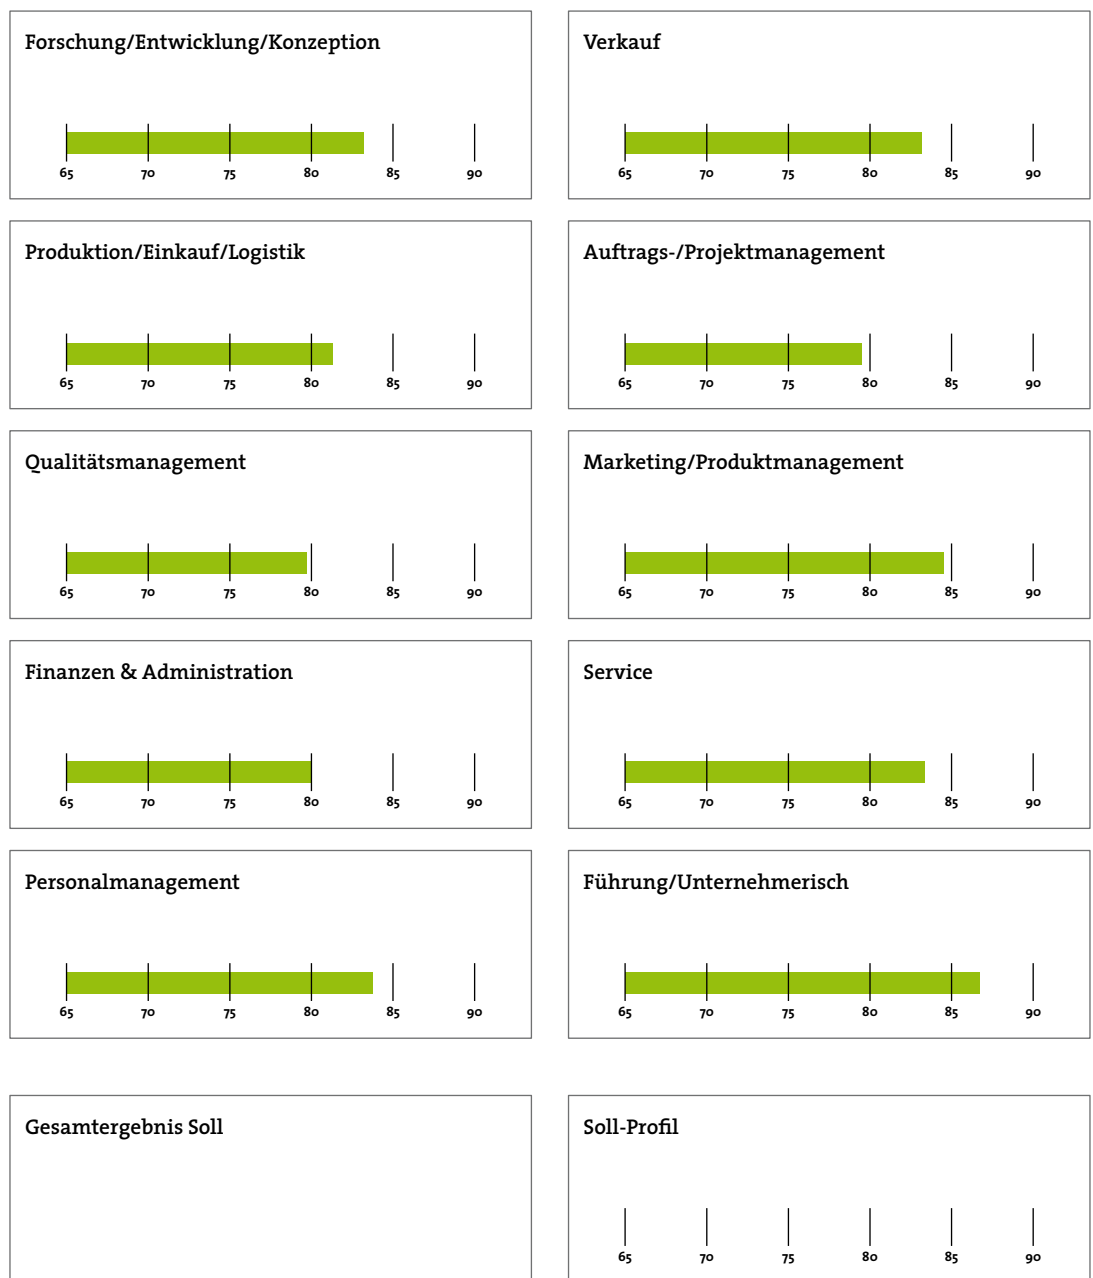 Forschung/Entwicklung/Konzeption
65 70 75 80 85 90
Verkauf
65 70 75 80 85 90
Produktion/Einkauf/Logistik
65 70 75 80 85 90
Auftrags-/Projektmanagement
65 70 75 80 85 90
Qualitätsmanagement
65 70 75 80 85 90
Marketing/Produktmanagement
65 70 75 80 85 90
Finanzen & Administration
65 70 75 80 85 90
Service
65 70 75 80 85 90
Personalmanagement
65 70 75 80 85 90
Führung/Unternehmerisch
65 70 75 80 85 90
Gesamtergebnis Soll
Soll-Profil
65 70 75 80 85 90